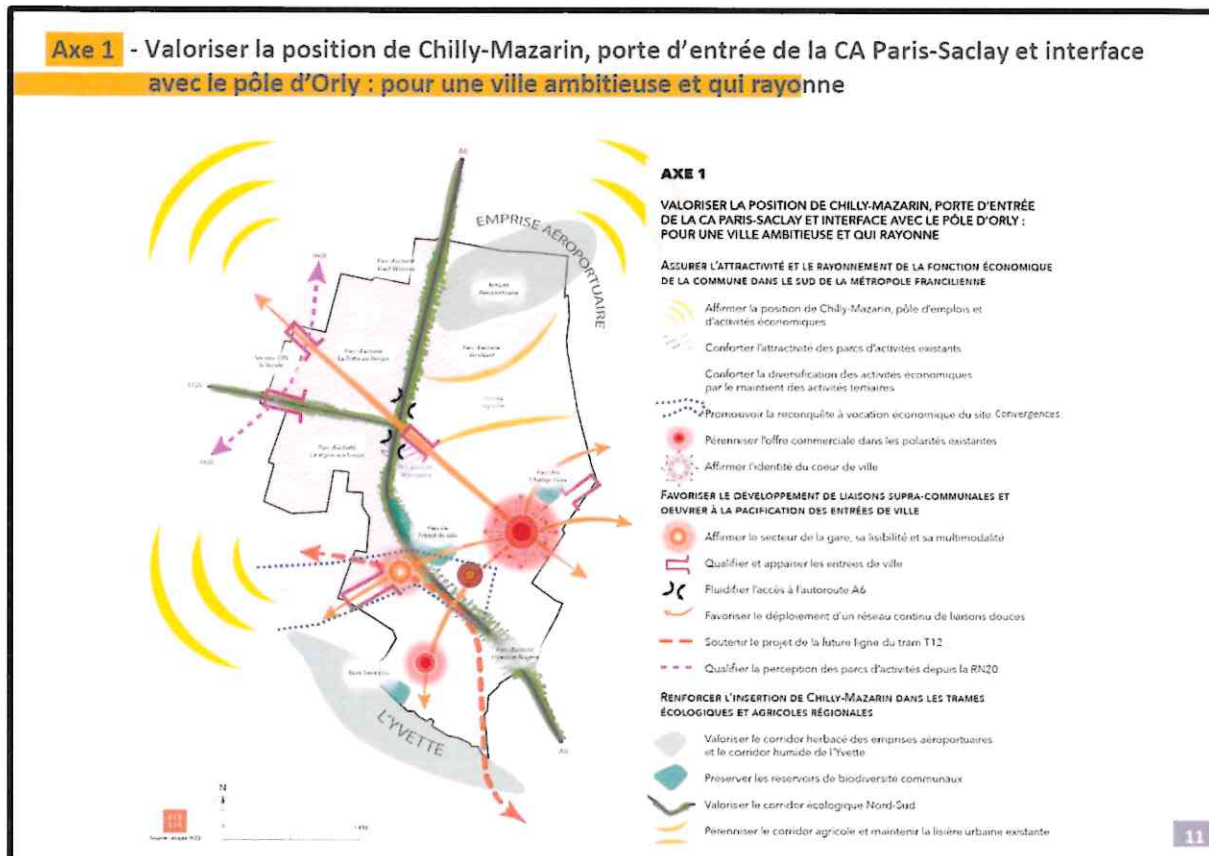 Axe 1 - Valoriser la position de Chilly-Mazarin, porte d'entrée de la CA Paris-Saclay et interface
avec le pôle d'Orly : pour une ville ambitieuse et qui rayonne
A6
EMPRISE AÉROPORTUAIRE
RN20
L'YVETTE
A6
N
AXE 1
VALORISER LA POSITION DE CHILLY-MAZARIN, PORTE D'ENTRÉE
DE LA CA PARIS-SACLAY ET INTERFACE AVEC LE PÔLE D'ORLY :
POUR UNE VILLE AMBITIEUSE ET QUI RAYONNE
ASSURER L'ATTRACTIVITÉ ET LE RAYONNEMENT DE LA FONCTION ÉCONOMIQUE
DE LA COMMUNE DANS LE SUD DE LA MÉTROPOLE FRANCILIENNE
Affirmer la position de Chilly-Mazarin, pôle d'emplois et
d'activités économiques
Conforter l'attractivité des parcs d'activités existants
Conforter la diversification des activités économiques
par le maintient des activités tertiaires
Promouvoir la reconquête à vocation économique du site Convergences
Pérenniser l'offre commerciale dans les polarités existantes
Affirmer l'identité du coeur de ville
FAVORISER LE DÉVELOPPEMENT DE LIAISONS SUPRA-COMMUNALES ET
OEUVRER À LA PACIFICATION DES ENTRÉES DE VILLE
Affirmer le secteur de la gare, sa lisibilité et sa multimodalité
Qualifier et appaiser les entrées de ville
Fluidifier l'accès à l'autoroute A6
Favoriser le déploiement d'un réseau continu de liaisons douces
Soutenir le projet de la future ligne du tram T12
Qualifier la perception des parcs d'activités depuis la RN20
RENFORCER L'INSERTION DE CHILLY-MAZARIN DANS LES TRAMES
ÉCOLOGIQUES ET AGRICOLES RÉGIONALES
Valoriser le corridor herbacé des emprises aéroportuaires
et le corridor humide de l'Yvette
Préserver les réservoirs de biodiversité communaux
Valoriser le corridor écologique Nord-Sud
Pérenniser le corridor agricole et maintenir la lisière urbaine existante
11